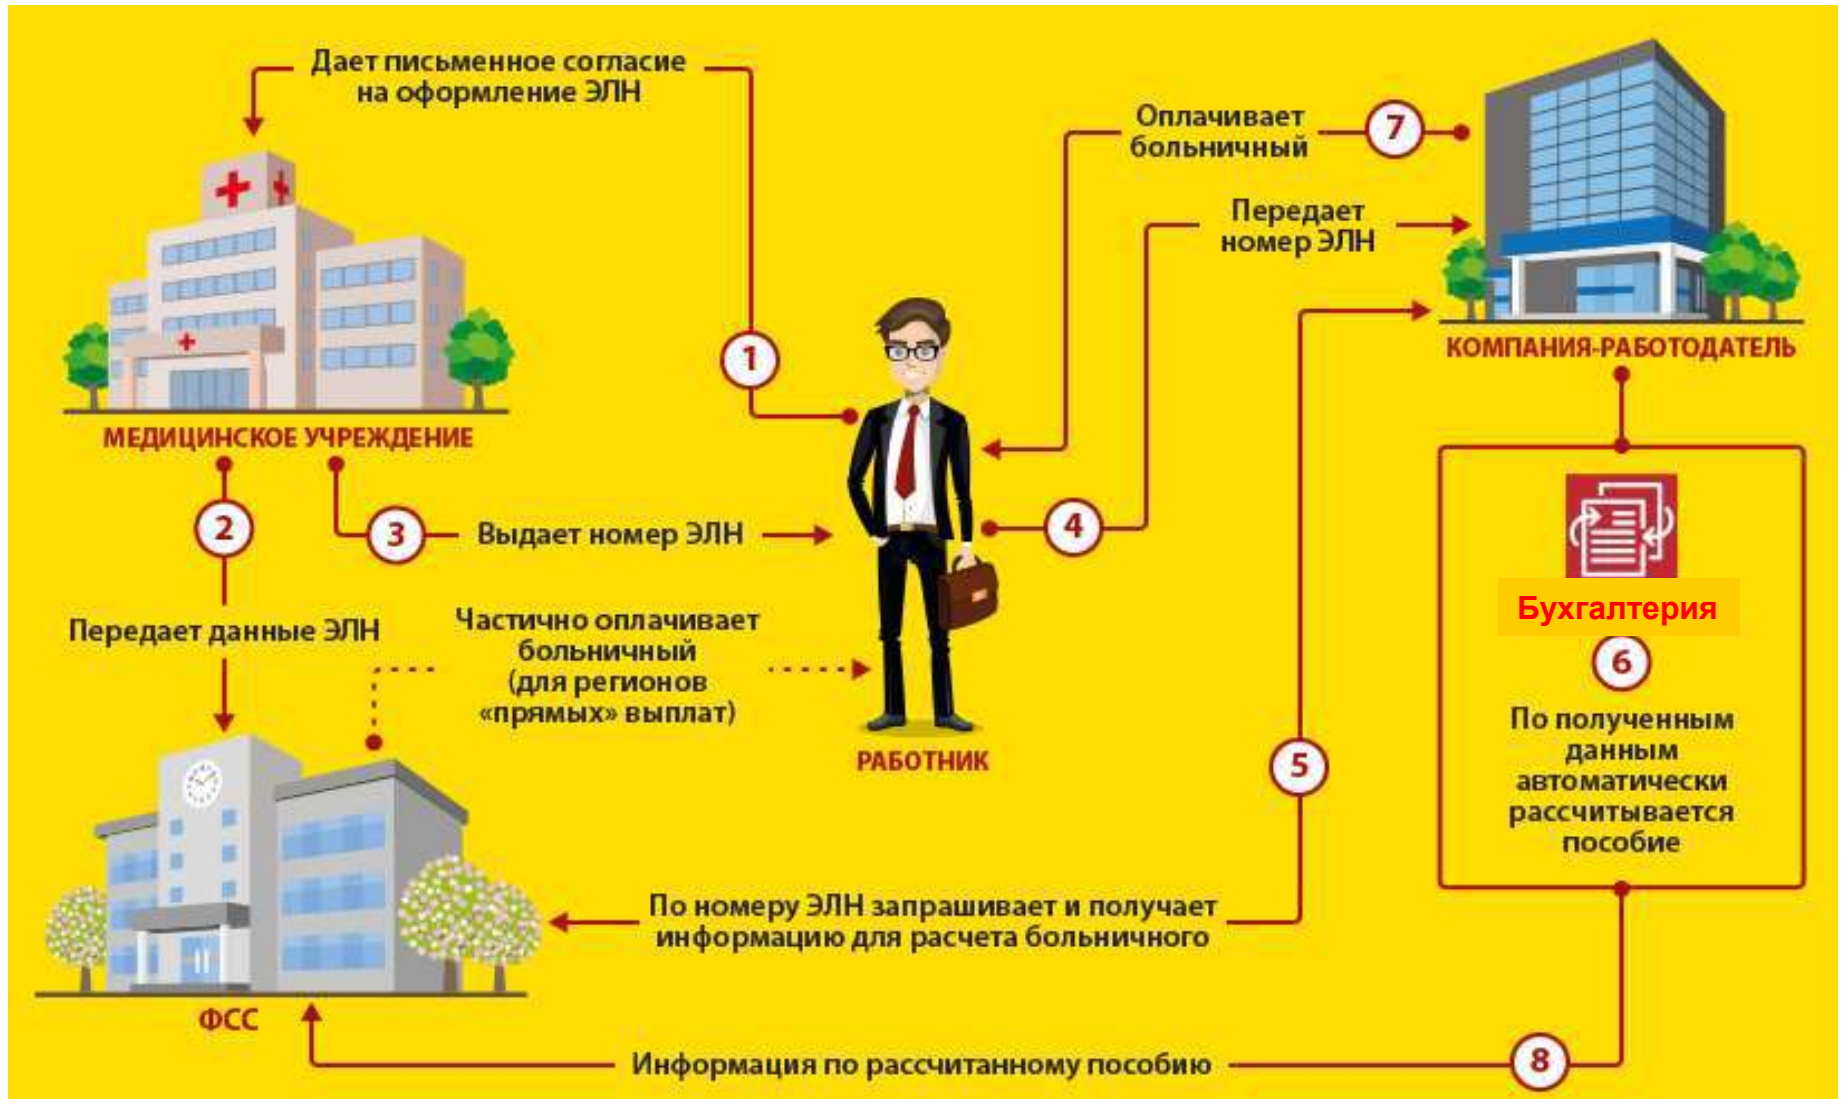 Дает письменное согласие
на оформление ЭЛН
Оплачивает
больничный
7
Передает
номер ЭЛН
1
КОМПАНИЯ-РАБОТОДАТЕЛЬ
МЕДИЦИНСКОЕ УЧРЕЖДЕНИЕ
2
3
Выдает номер ЭЛН
4
Передает данные ЭЛН
Частично оплачивает
больничный
(для регионов
«прямых» выплат)
РАБОТНИК
Бухгалтерия
6
По полученным
данным
автоматически
рассчитывается
пособие
5
По номеру ЭЛН запрашивает и получает
информацию для расчета больничного
ФСС
Информация по рассчитанному пособию
8